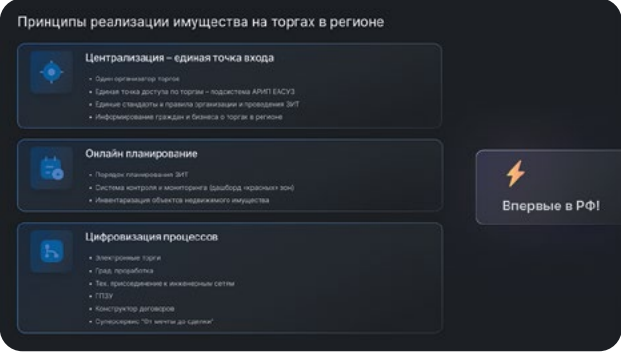 Принципы реализации имущества на торгах в регионе
Централизация – единая точка входа
• Один организатор торгов
• Единая точка доступа по торгам – подсистема АРИП ЕАСУЗ
• Единые стандарты и правила организации и проведения ЗИТ
• Информирование граждан и бизнеса о торгах в регионе
Онлайн планирование
• Порядок планирования ЗИТ
• Система контроля и мониторинга (дашборд «красных» зон)
• Инвентаризация объектов недвижимого имущества
Впервые в РФ!
Цифровизация процессов
• Электронные торги
• Град. проработка
• Тех. присоединение к инженерным сетям
• ГПЗУ
• Конструктор договоров
• Суперсервис "От мечты до сделки"